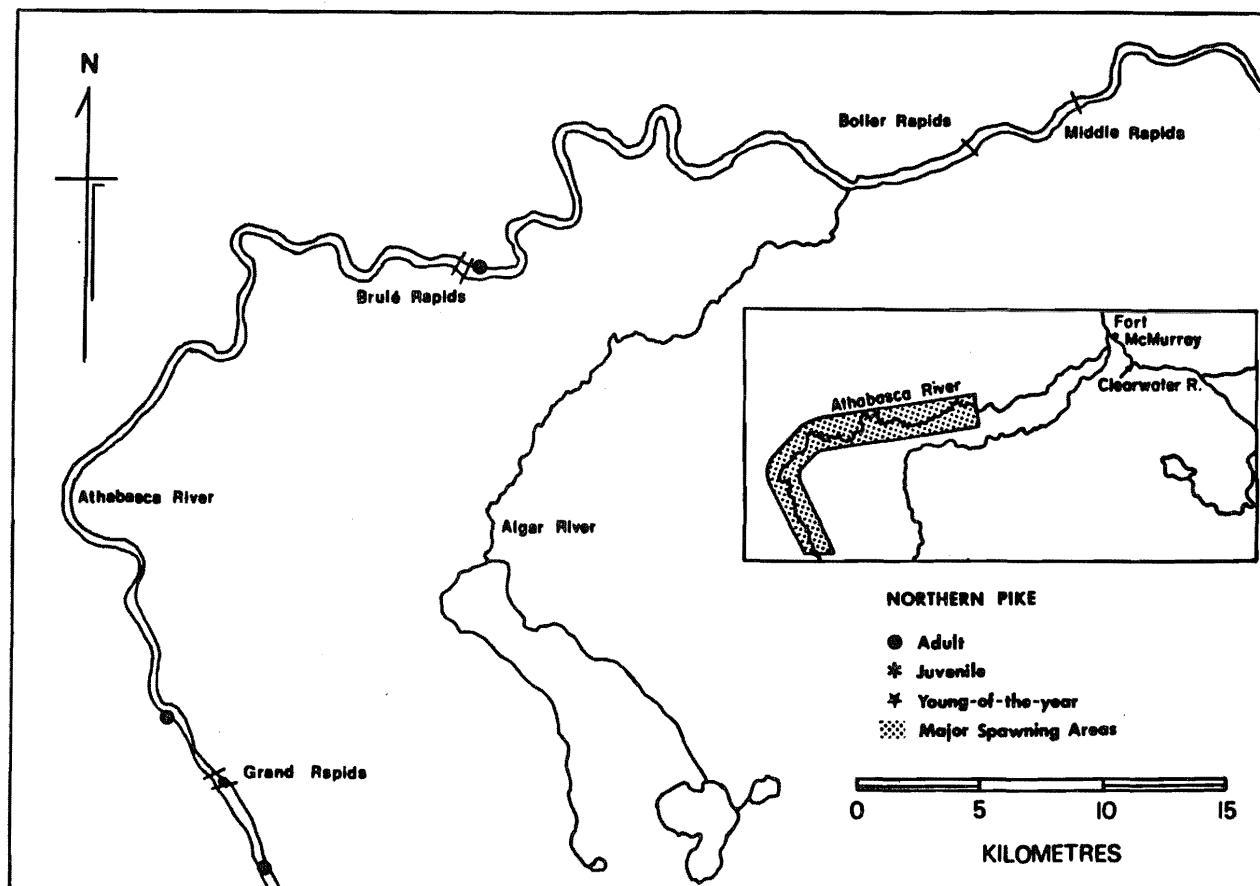 N
Boiler Rapids
Middle Rapids
Brulé Rapids
Fort
McMurray
Clearwater R.
Athabasca River
Athabasca River
Algar River
NORTHERN PIKE
Adult
Juvenile
Young-of-the-year
Major Spawning Areas
Grand Rapids
0 5 10 15
KILOMETRES